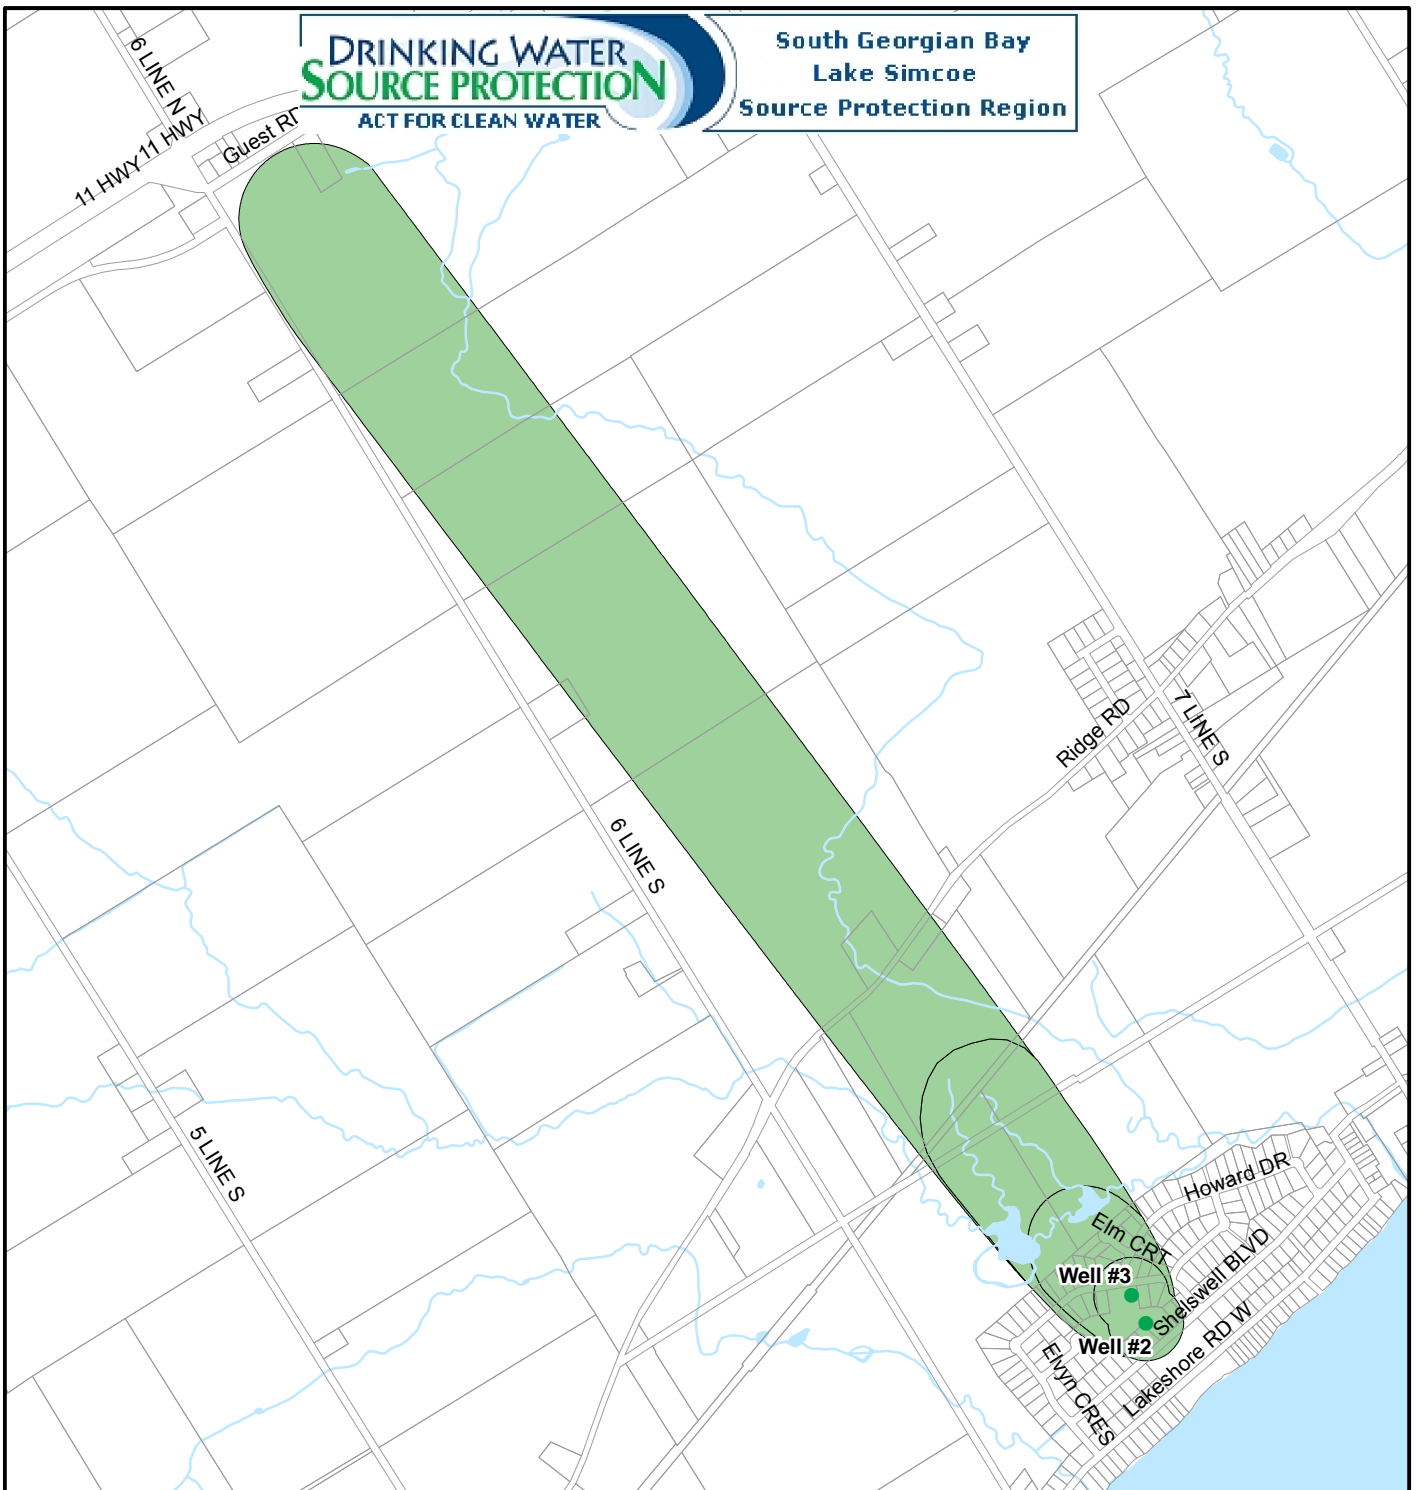 DRINKING WATER
SOURCE PROTECTION
ACT FOR CLEAN WATER
South Georgian Bay
Lake Simcoe
Source Protection Region
6 LINE N
11 HWY
11 HWY
Guest RD
Ridge RD
7 LINE S
6 LINE S
5 LINE S
Howard DR
Elm CRT
Well #3
Shelswell BLVD
Well #2
Lakeshore RD W
Elvyn CRES